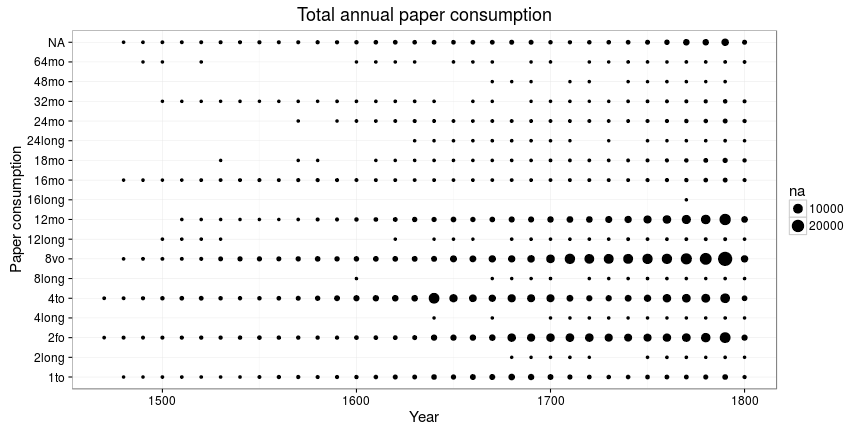 Total annual paper consumption
Paper consumption
NA
64mo
48mo
32mo
24mo
24long
18mo
16mo
16long
12mo
12long
8vo
8long
4to
4long
2fo
2long
1to
1500
1600
1700
1800
Year
na
10000
20000